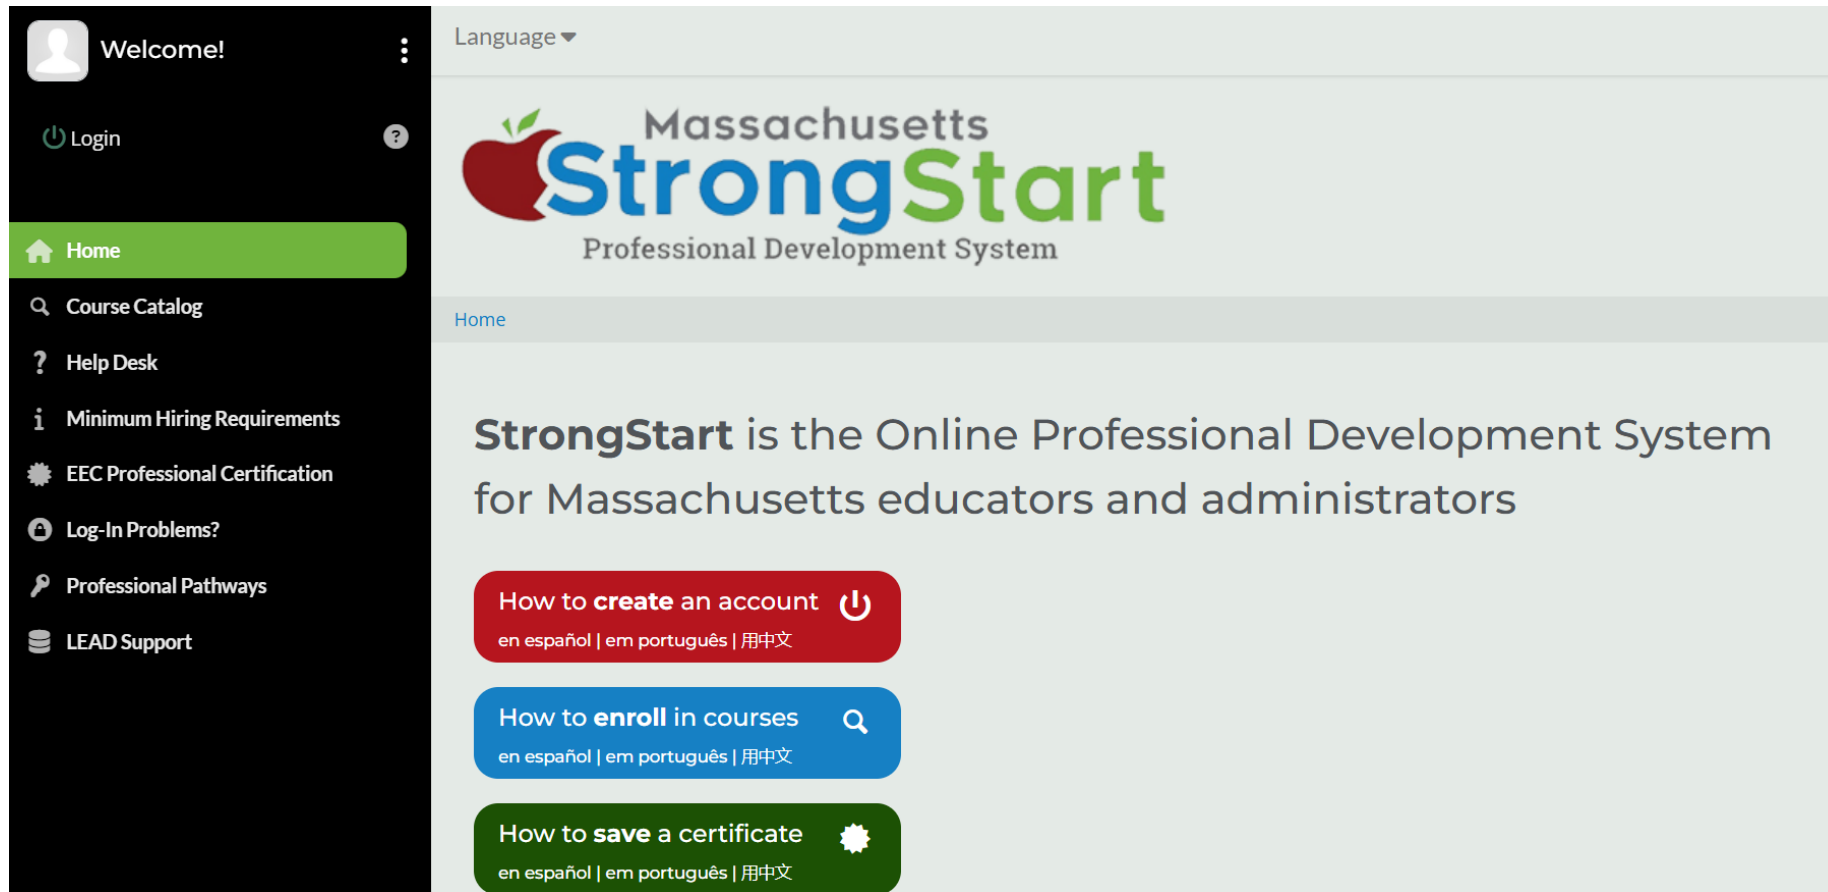 Welcome!
Login
Home
Course Catalog
Help Desk
Minimum Hiring Requirements
EEC Professional Certification
Log-In Problems?
Professional Pathways
LEAD Support
Language
Massachusetts
StrongStart
Professional Development System
Home
StrongStart is the Online Professional Development System
for Massachusetts educators and administrators
How to create an account
en español | em português | 用中文
How to enroll in courses
en español | em português | 用中文
How to save a certificate
en español | em português | 用中文